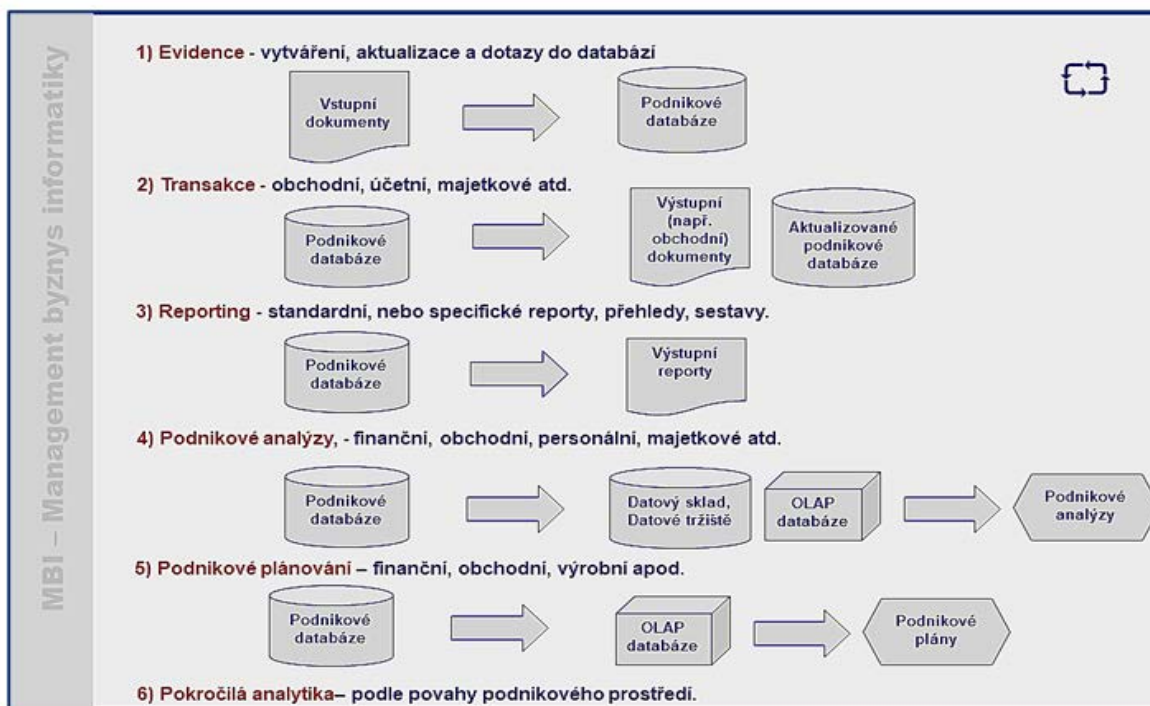 MBI – Management byznys informatiky
1) Evidence - vytváření, aktualizace a dotazy do databází
Vstupní
dokumenty
Podnikové
databáze
2) Transakce - obchodní, účetní, majetkové atd.
Podnikové
databáze
Výstupní
(např.
obchodní)
dokumenty
Aktualizované
podnikové
databáze
3) Reporting - standardní, nebo specifické reporty, přehledy, sestavy.
Podnikové
databáze
Výstupní
reporty
4) Podnikové analýzy, - finanční, obchodní, personální, majetkové atd.
Podnikové
databáze
Datový sklad,
Datové tržiště
OLAP
databáze
Podnikové
analýzy
5) Podnikové plánování – finanční, obchodní, výrobní apod.
Podnikové
databáze
OLAP
databáze
Podnikové
plány
6) Pokročilá analytika– podle povahy podnikového prostředí.